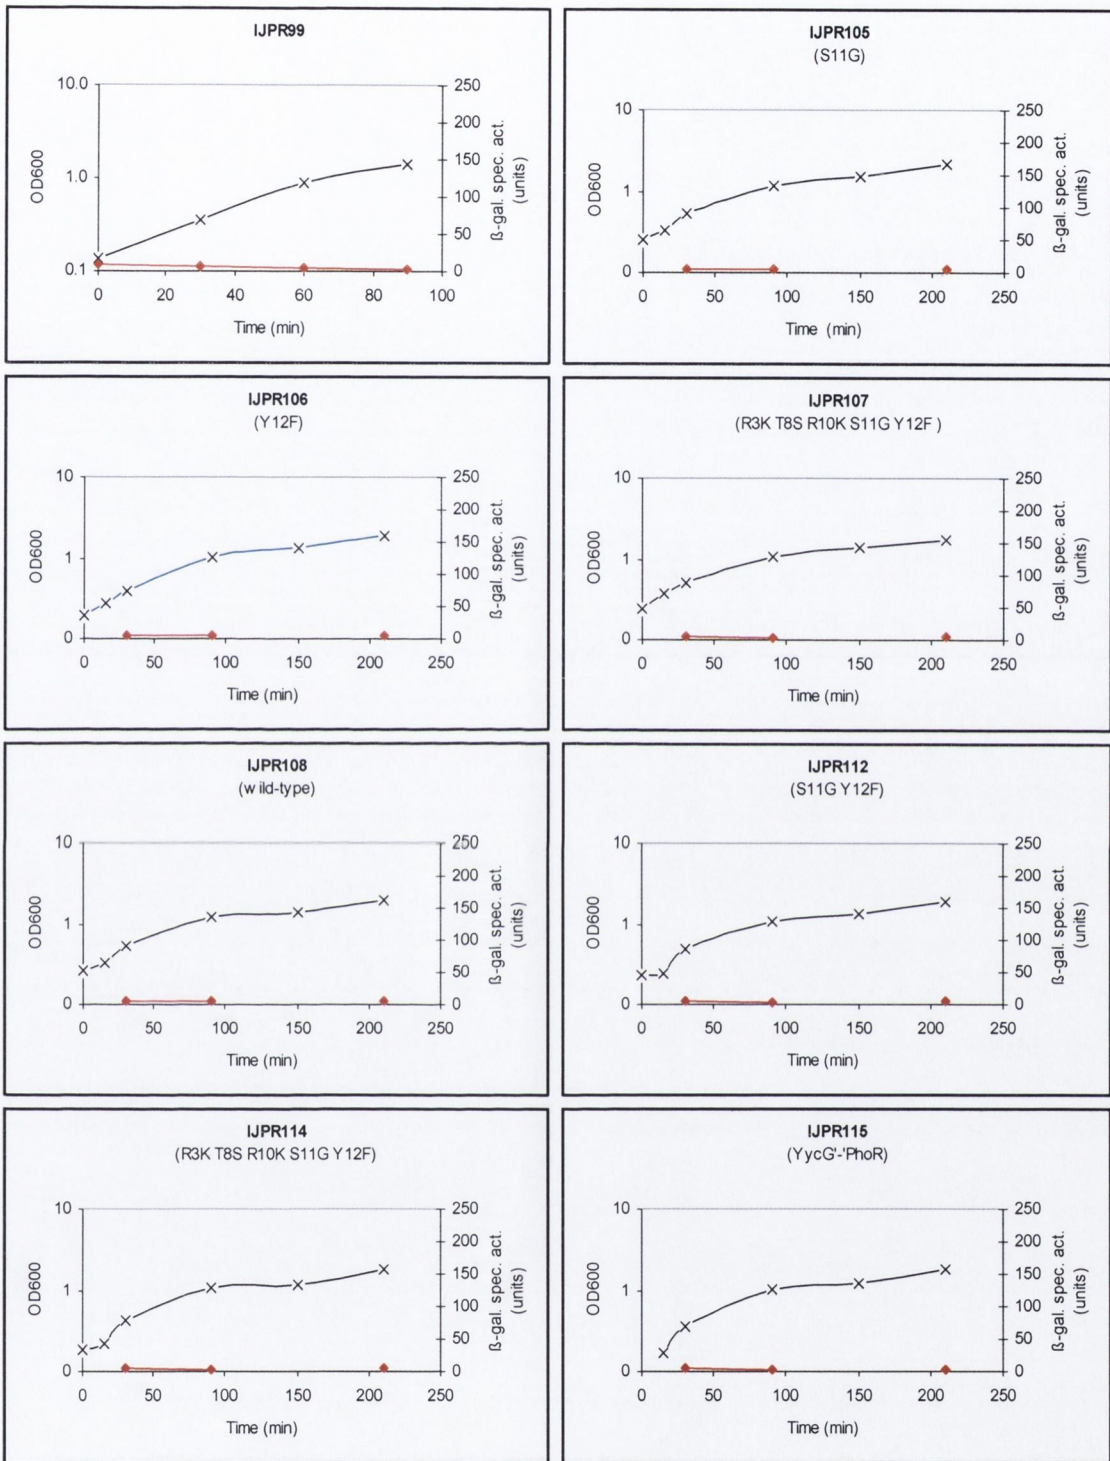 IJPR99
10.0
1.0
0.1
OD600
250
200
150
100
50
0
ß-gal. spec. act.
(units)
0 20 40 60 80 100
Time (min)
IJPR105
(S11G)
10
1
0
OD600
250
200
150
100
50
0
ß-gal. spec. act.
(units)
0 50 100 150 200 250
Time (min)
IJPR106
(Y12F)
10
1
0
OD600
250
200
150
100
50
0
ß-gal. spec. act.
(units)
0 50 100 150 200 250
Time (min)
IJPR107
(R3K T8S R10K S11G Y12F )
10
1
0
OD600
250
200
150
100
50
0
ß-gal. spec. act.
(units)
0 50 100 150 200 250
Time (min)
IJPR108
(wild-type)
10
1
0
OD600
250
200
150
100
50
0
ß-gal. spec. act.
(units)
0 50 100 150 200 250
Time (min)
IJPR112
(S11G Y12F)
10
1
0
OD600
250
200
150
100
50
0
ß-gal. spec. act.
(units)
0 50 100 150 200 250
Time (min)
IJPR114
(R3K T8S R10K S11G Y12F)
10
1
0
OD600
250
200
150
100
50
0
ß-gal. spec. act.
(units)
0 50 100 150 200 250
Time (min)
IJPR115
(YycG'-'PhoR)
10
1
0
OD600
250
200
150
100
50
0
ß-gal. spec. act.
(units)
0 50 100 150 200 250
Time (min)